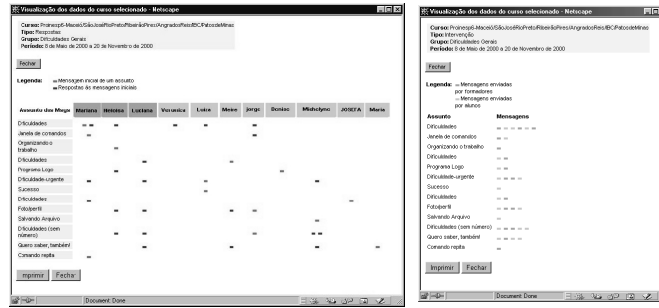 Visualização dos dados do curso selecionado - Netscape
Curso: Proinesp6-Maceió/SãoJoséRioPreto/RibeirãoPires/AngradosReis/IBC/PatosdeMinas
Tipo: Respostas
Grupo: Dificuldades Gerais
Período: 8 de Maio de 2000 a 20 de Novembro de 2000
Fechar
Legenda: Mensagem inicial de um assunto
Respostas às mensagens iniciais
Assunto das Msgs Mariana Heloisa Luciana Veronica Luiza Meire jorge Michelync JOSEFA Maria
Dificuldades
Janela de comandos
Organizando o
trabalho
Dificuldades
Programa Logo
Dificuldade-urgente
Sucesso
Dificuldades
Foto/perfil
Salvando Arquivo
Dificuldades (sem
número)
Quero saber, também!
Comando repita
Imprimir Fechar
Document: Done
Visualização dos dados do curso selecionado - Netscape
Curso: Proinesp6-Maceió/SãoJoséRioPreto/RibeirãoPires/AngradosReis/IBC/PatosdeMinas
Tipo: Intervenção
Grupo: Dificuldades Gerais
Período: 8 de Maio de 2000 a 20 de Novembro de 2000
Fechar
Legenda: Mensagens enviadas
por formadores
Mensagens enviadas
por alunos
Assunto Mensagens
Dificuldades
Janela de comandos
Organizando o trabalho
Dificuldades
Programa Logo
Dificuldade-urgente
Sucesso
Dificuldades
Foto/perfil
Salvando Arquivo
Dificuldades (sem número)
Quero saber, também!
Comando repita
Imprimir Fechar
Document: Done